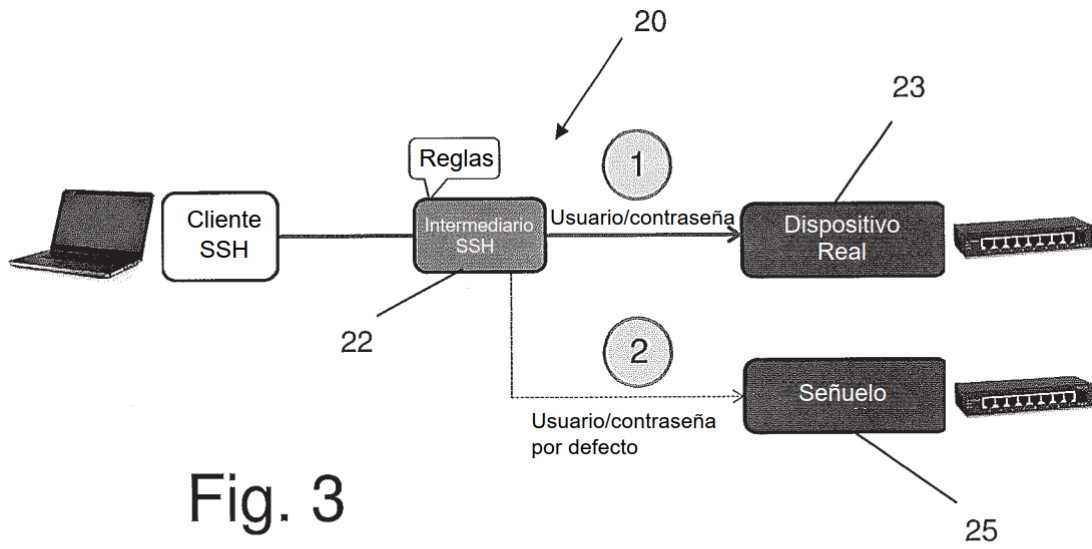 20
23
Reglas
1
Cliente
SSH
Intermediario
SSH
Usuario/contraseña
Dispositivo
Real
22
2
Señuelo
Usuario/contraseña
por defecto
Fig. 3
25